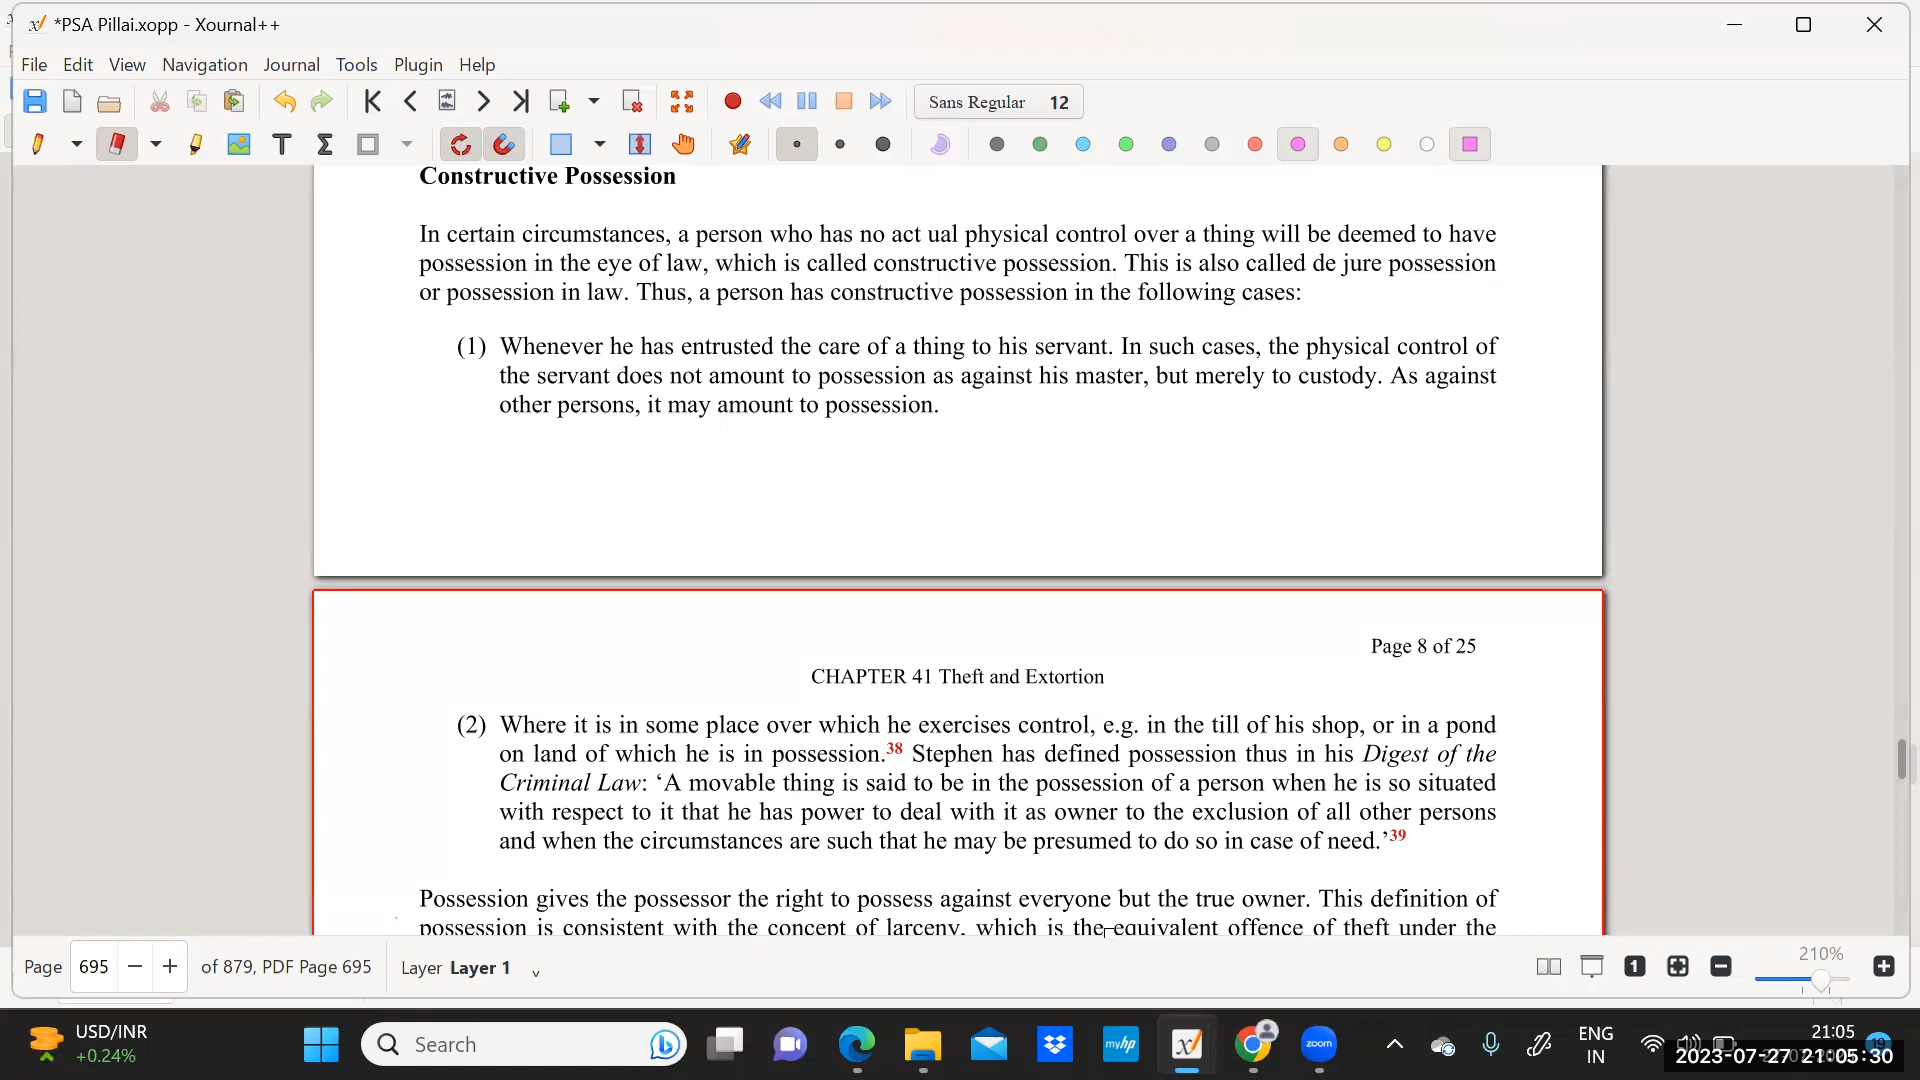 *PSA Pillai.xopp - Xournal++
File Edit View Navigation Journal Tools Plugin Help
Sans Regular 12
Constructive Possession
In certain circumstances, a person who has no act ual physical control over a thing will be deemed to have
possession in the eye of law, which is called constructive possession. This is also called de jure possession
or possession in law. Thus, a person has constructive possession in the following cases:
(1) Whenever he has entrusted the care of a thing to his servant. In such cases, the physical control of
the servant does not amount to possession as against his master, but merely to custody. As against
other persons, it may amount to possession.
Page 8 of 25
CHAPTER 41 Theft and Extortion
(2) Where it is in some place over which he exercises control, e.g. in the till of his shop, or in a pond
on land of which he is in possession.38 Stephen has defined possession thus in his Digest of the
Criminal Law: ‘A movable thing is said to be in the possession of a person when he is so situated
with respect to it that he has power to deal with it as owner to the exclusion of all other persons
and when the circumstances are such that he may be presumed to do so in case of need.’39
Possession gives the possessor the right to possess against everyone but the true owner. This definition of
possession is consistent with the concept of larceny, which is the equivalent offence of theft under the
Page 695 of 879, PDF Page 695 Layer Layer 1 210%
USD/INR
+0.24%
Search
myhp
zoom
ENG
IN
21:05
19
2023-07-27 21:05:30